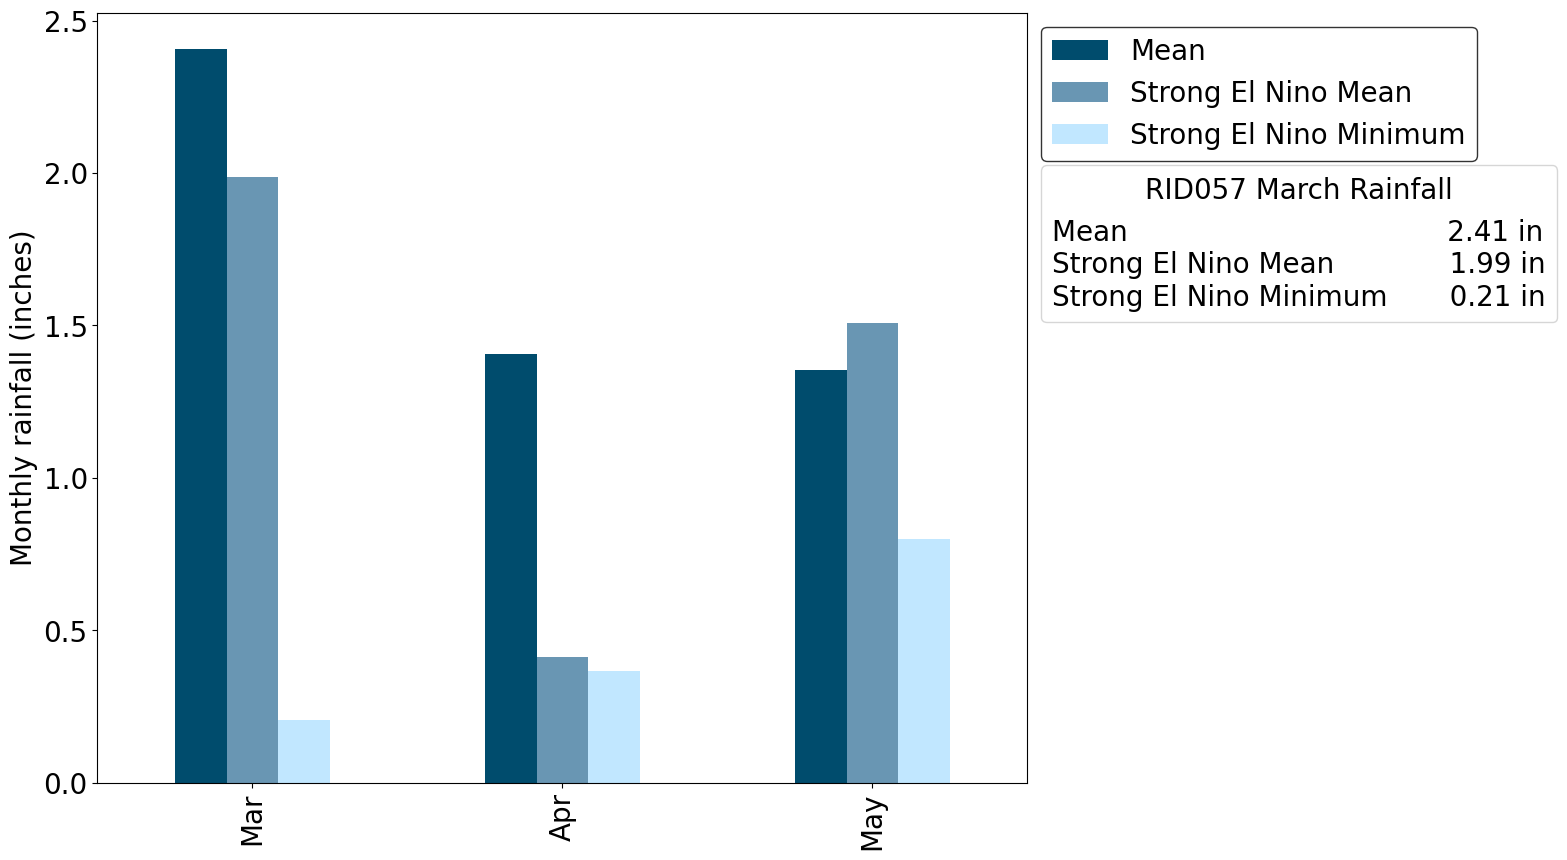 2.5
2.0
1.5
1.0
0.5
0.0
Monthly rainfall (inches)
Mar
Apr
May
Mean
Strong El Nino Mean
Strong El Nino Minimum
RID057 March Rainfall
Mean 2.41 in
Strong El Nino Mean 1.99 in
Strong El Nino Minimum 0.21 in